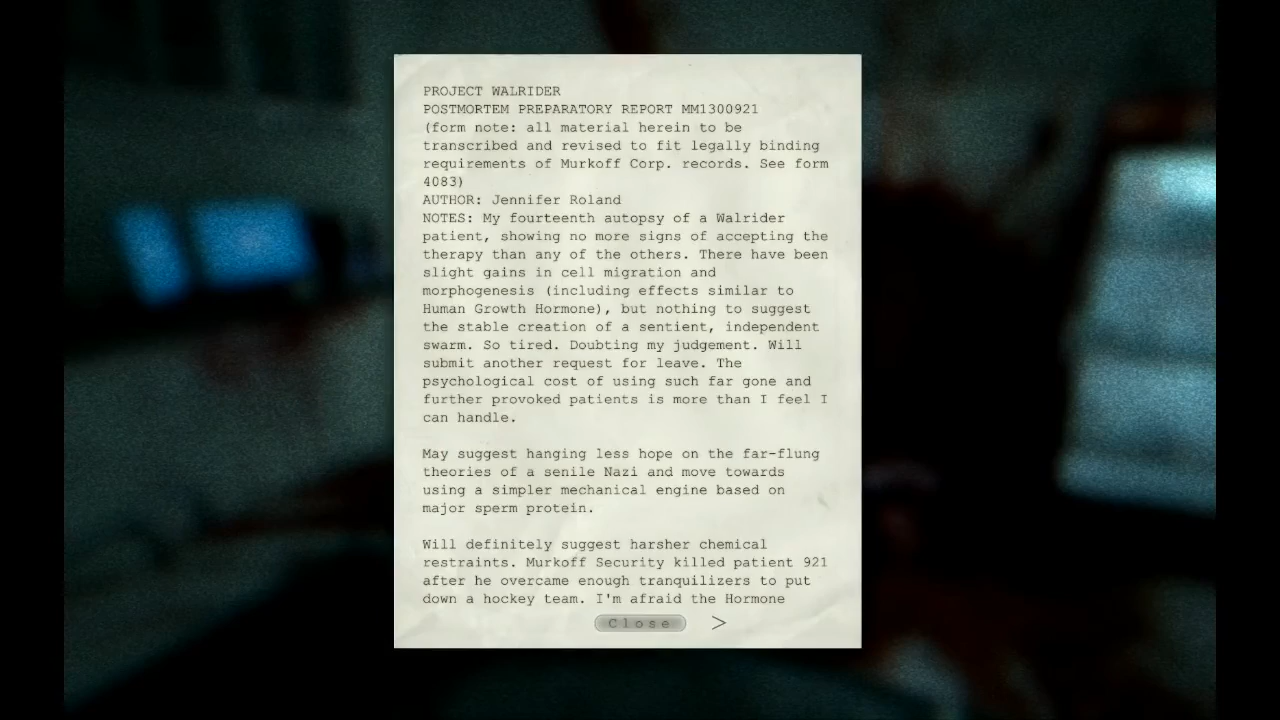 PROJECT WALRIDER
POSTMORTEM PREPARATORY REPORT MM1300921
(form note: all material herein to be
transcribed and revised to fit legally binding
requirements of Murkoff Corp. records. See form
4083)
AUTHOR: Jennifer Roland
NOTES: My fourteenth autopsy of a Walrider
patient, showing no more signs of accepting the
therapy than any of the others. There have been
slight gains in cell migration and
morphogenesis (including effects similar to
Human Growth Hormone), but nothing to suggest
the stable creation of a sentient, independent
swarm. So tired. Doubting my judgement. Will
submit another request for leave. The
psychological cost of using such far gone and
further provoked patients is more than I feel I
can handle.
May suggest hanging less hope on the far-flung
theories of a senile Nazi and move towards
using a simpler mechanical engine based on
major sperm protein.
Will definitely suggest harsher chemical
restraints. Murkoff Security killed patient 921
after he overcame enough tranquilizers to put
down a hockey team. I'm afraid the Hormone
Close >